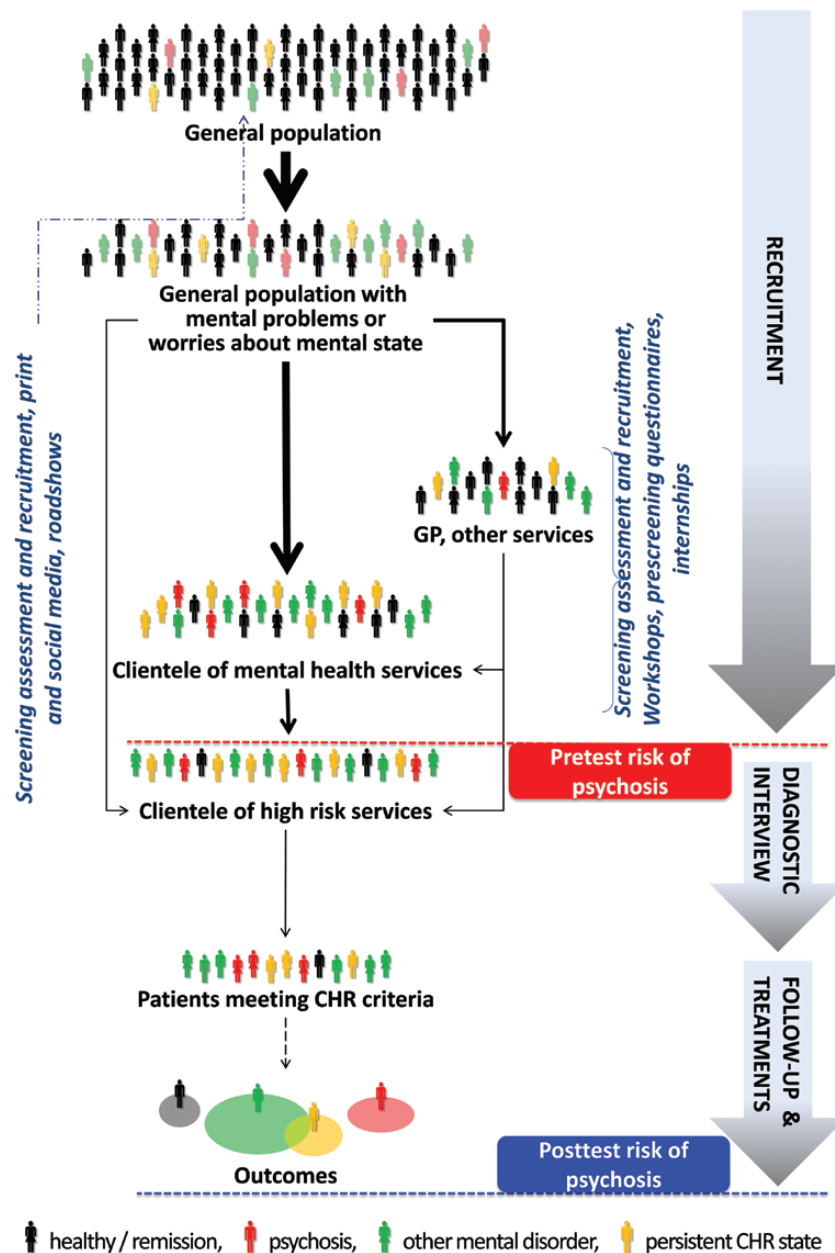 General population
General population with
mental problems or
worries about mental state
Screening assessment and recruitment, print
and social media, roadshows
GP, other services
Screening assessment and recruitment,
Workshops, prescreening questionnaires,
internships
RECRUITMENT
Clientele of mental health services
Pretest risk of
psychosis
Clientele of high risk services
DIAGNOSTIC
INTERVIEW
Patients meeting CHR criteria
FOLLOW-UP &
TREATMENTS
Outcomes
Posttest risk of
psychosis
healthy / remission, psychosis, other mental disorder, persistent CHR state